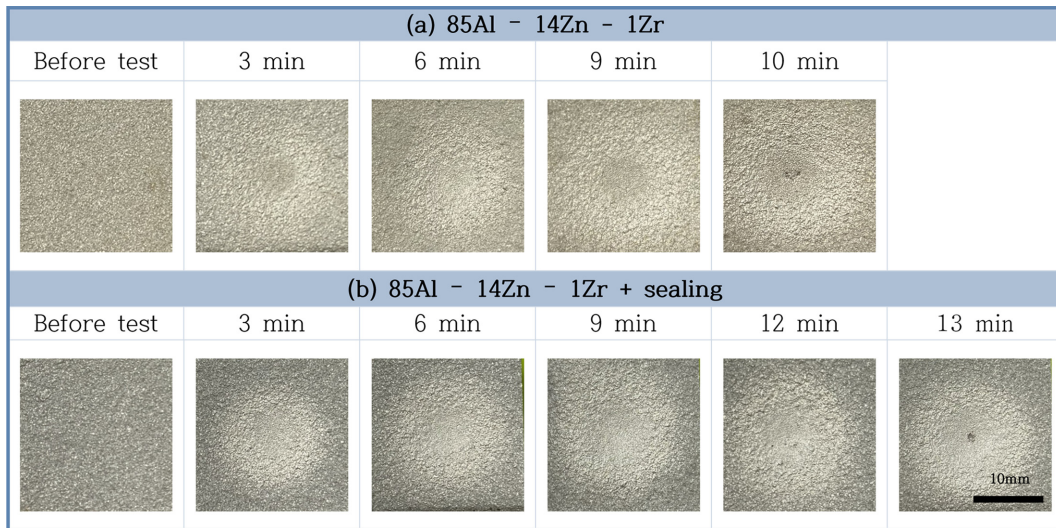 (a) 85Al - 14Zn - 1Zr
Before test 3 min 6 min 9 min 10 min
(b) 85Al - 14Zn - 1Zr + sealing
Before test 3 min 6 min 9 min 12 min 13 min
10mm